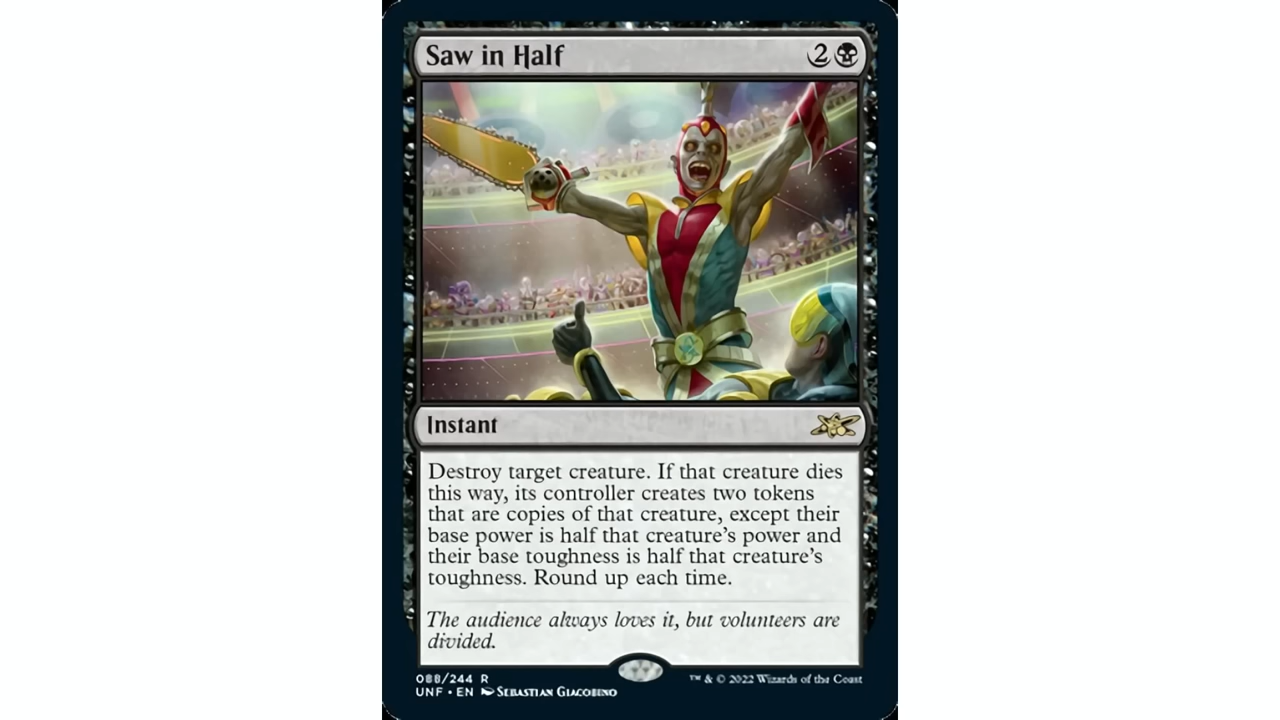 Saw in Half 2
Instant
Destroy target creature. If that creature dies
this way, its controller creates two tokens
that are copies of that creature, except their
base power is half that creature's power and
their base toughness is half that creature's
toughness. Round up each time.
The audience always loves it, but volunteers are
divided.
088/244 R
UNF • EN Sebastian Giacobino
™ & © 2022 Wizards of the Coast